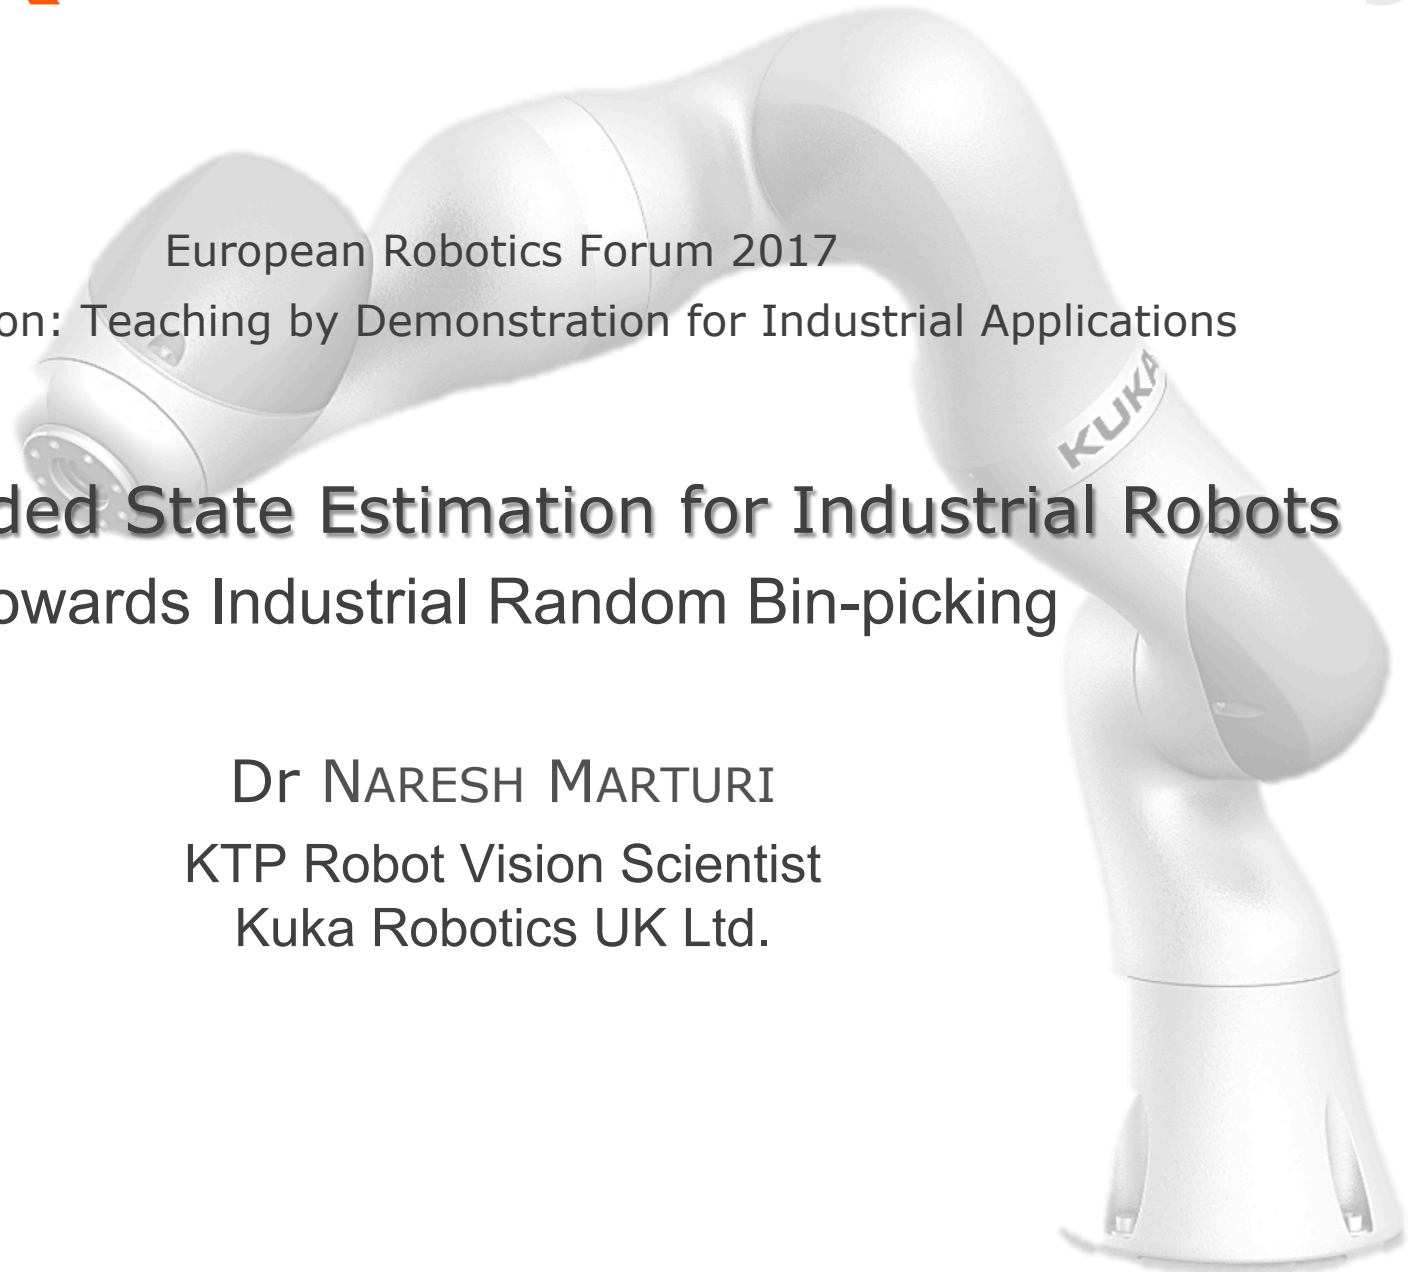 European Robotics Forum 2017
on: Teaching by Demonstration for Industrial Applications
KUKA
ded State Estimation for Industrial Robots
owards Industrial Random Bin-picking
Dr NARESH MARTURI
KTP Robot Vision Scientist
Kuka Robotics UK Ltd.